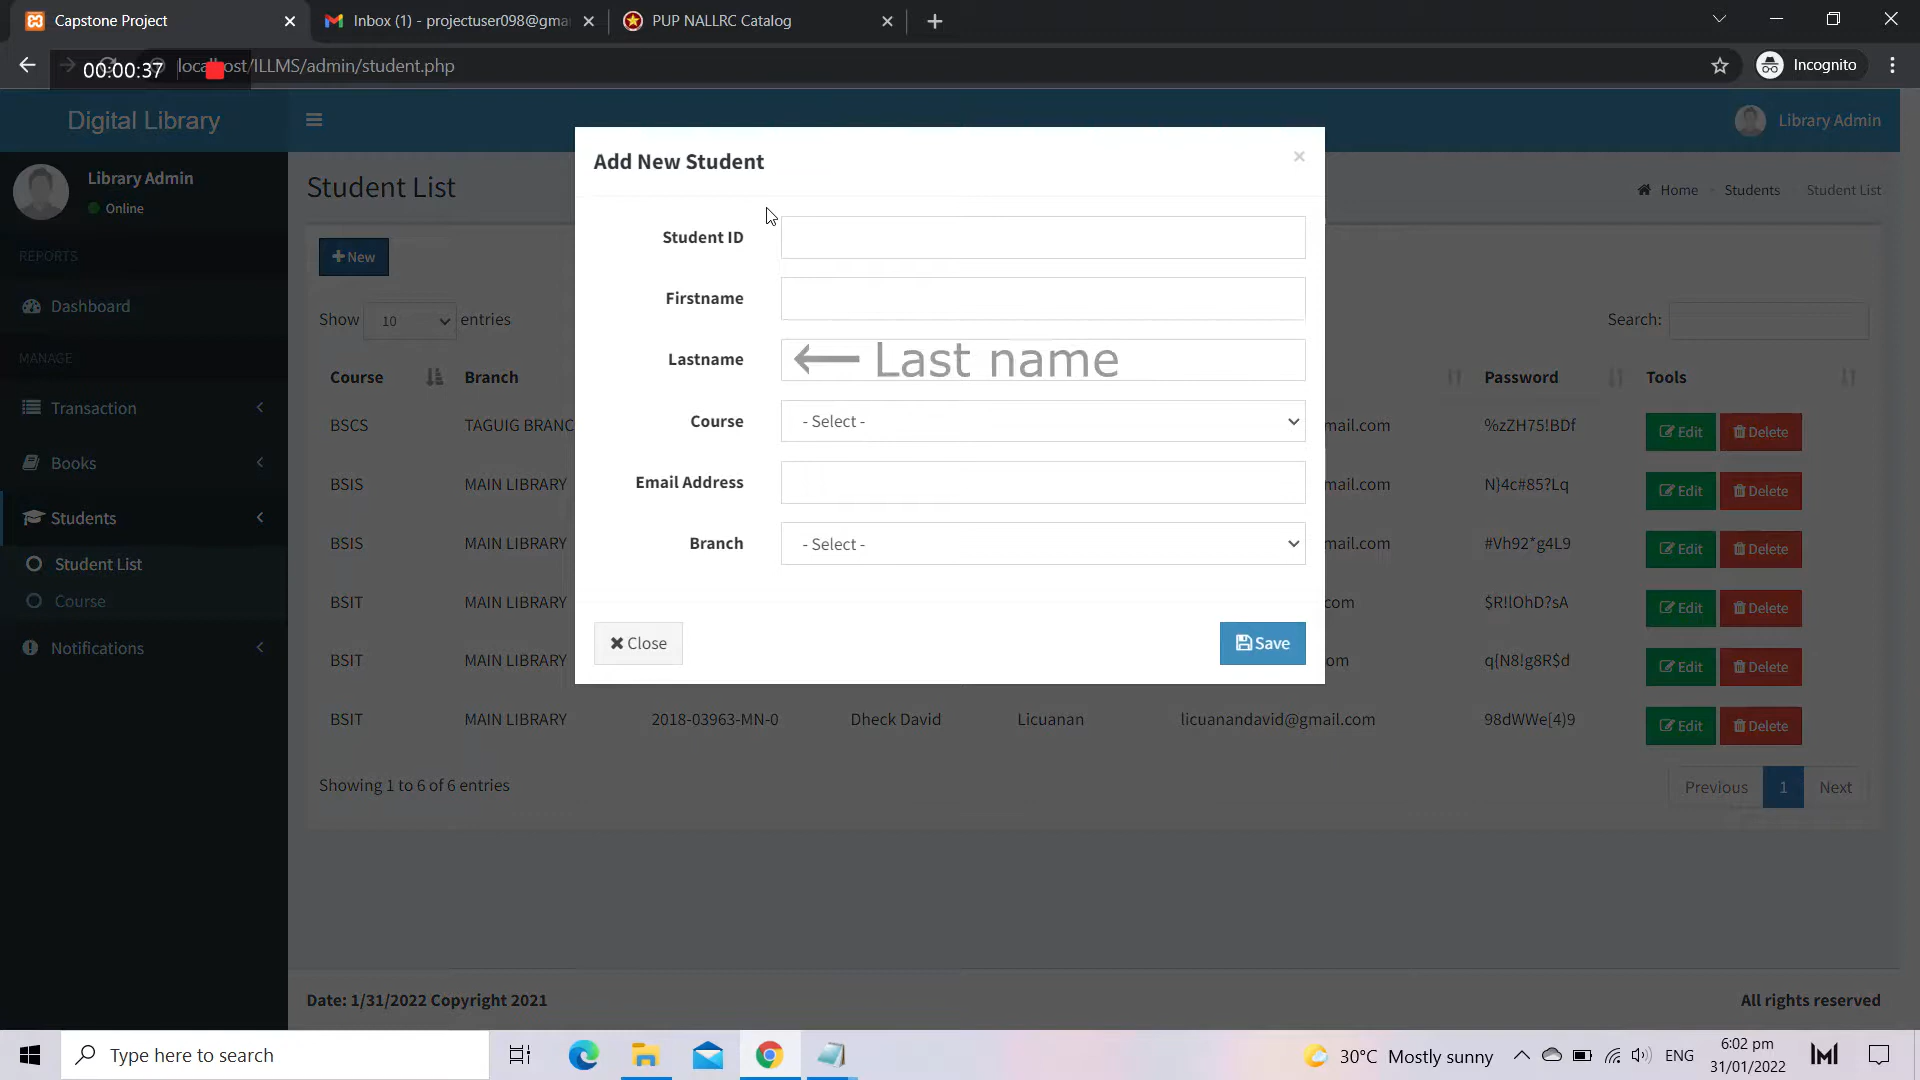 Capstone Project
Inbox (1) - projectuser098@gma
PUP NALLRC Catalog
00:00:37
localhost/ILLMS/admin/student.php
Incognito
Digital Library
Library Admin
Library Admin
Online
REPORTS
Dashboard
MANAGE
Transaction
Books
Students
Student List
Course
Notifications
Student List
Home
Students
Student List
New
Show 10 entries
Search:
Course Branch Password Tools
BSCS TAGUIG BRANC mail.com %zZH75!BDf Edit Delete
BSIS MAIN LIBRARY mail.com N}4c#85?Lq Edit Delete
BSIS MAIN LIBRARY mail.com #Vh92*g4L9 Edit Delete
BSIT MAIN LIBRARY com Edit Delete
BSIT MAIN LIBRARY om q{N8!g8R$d Edit Delete
BSIT MAIN LIBRARY 2018-03963-MN-0 Dheck David Licuanan licuanandavid@gmail.com 98dWWe[4)9 Edit Delete
Showing 1 to 6 of 6 entries
Previous 1 Next
Add New Student
×
Student ID
Firstname
Lastname
← Last name
Course
- Select -
Email Address
Branch
- Select -
Close
Save
Date: 1/31/2022 Copyright 2021
All rights reserved
Type here to search
30°C Mostly sunny
ENG
6:02 pm
31/01/2022